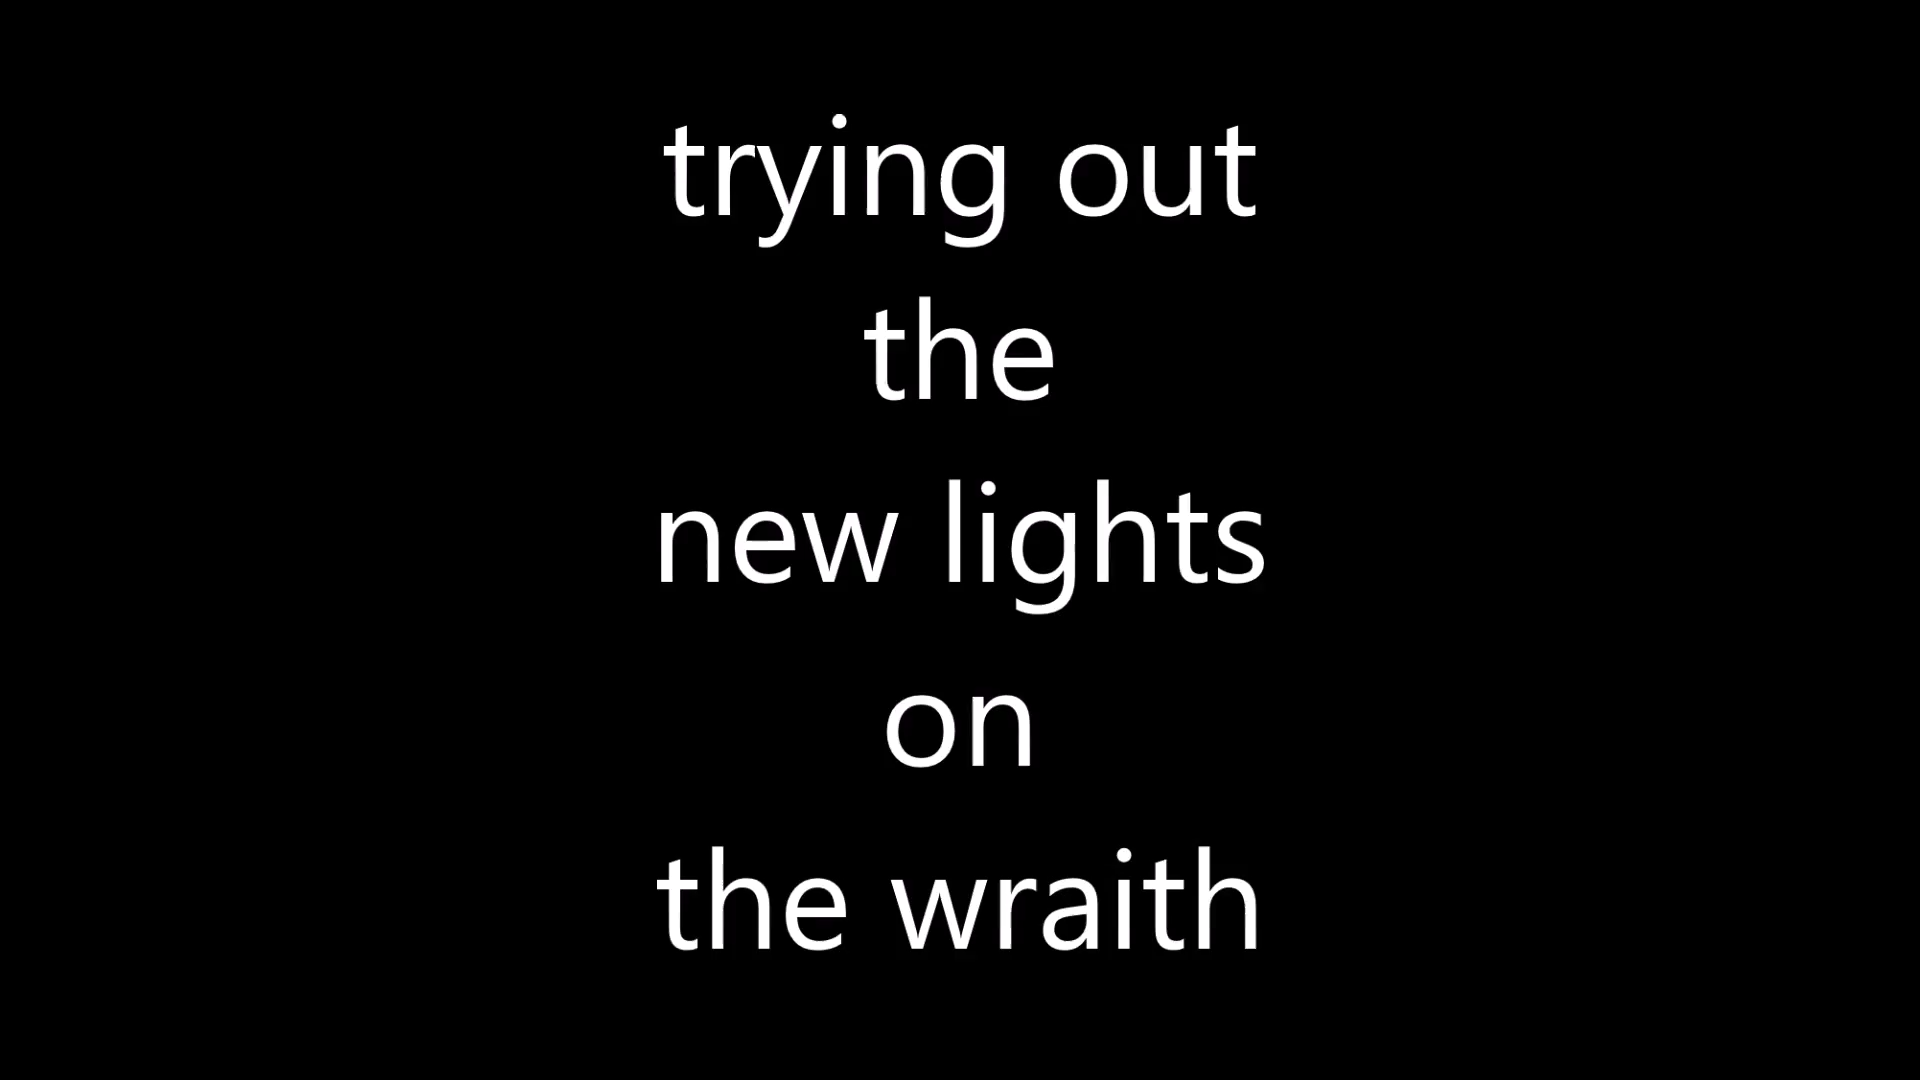 trying out
the
new lights
on
the wraith